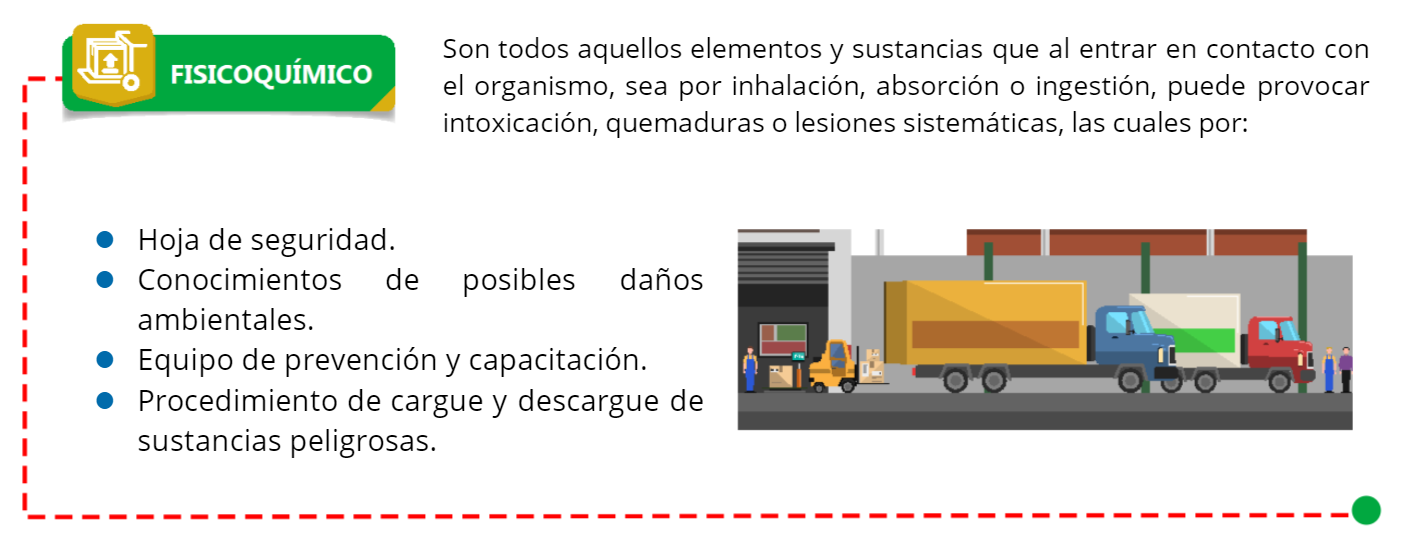 FISICOQUÍMICO
Son todos aquellos elementos y sustancias que al entrar en contacto con
el organismo, sea por inhalación, absorción o ingestión, puede provocar
intoxicación, quemaduras o lesiones sistemáticas, las cuales por:
Hoja de seguridad.
Conocimientos de posibles daños
ambientales.
Equipo de prevención y capacitación.
Procedimiento de cargue y descargue de
sustancias peligrosas.